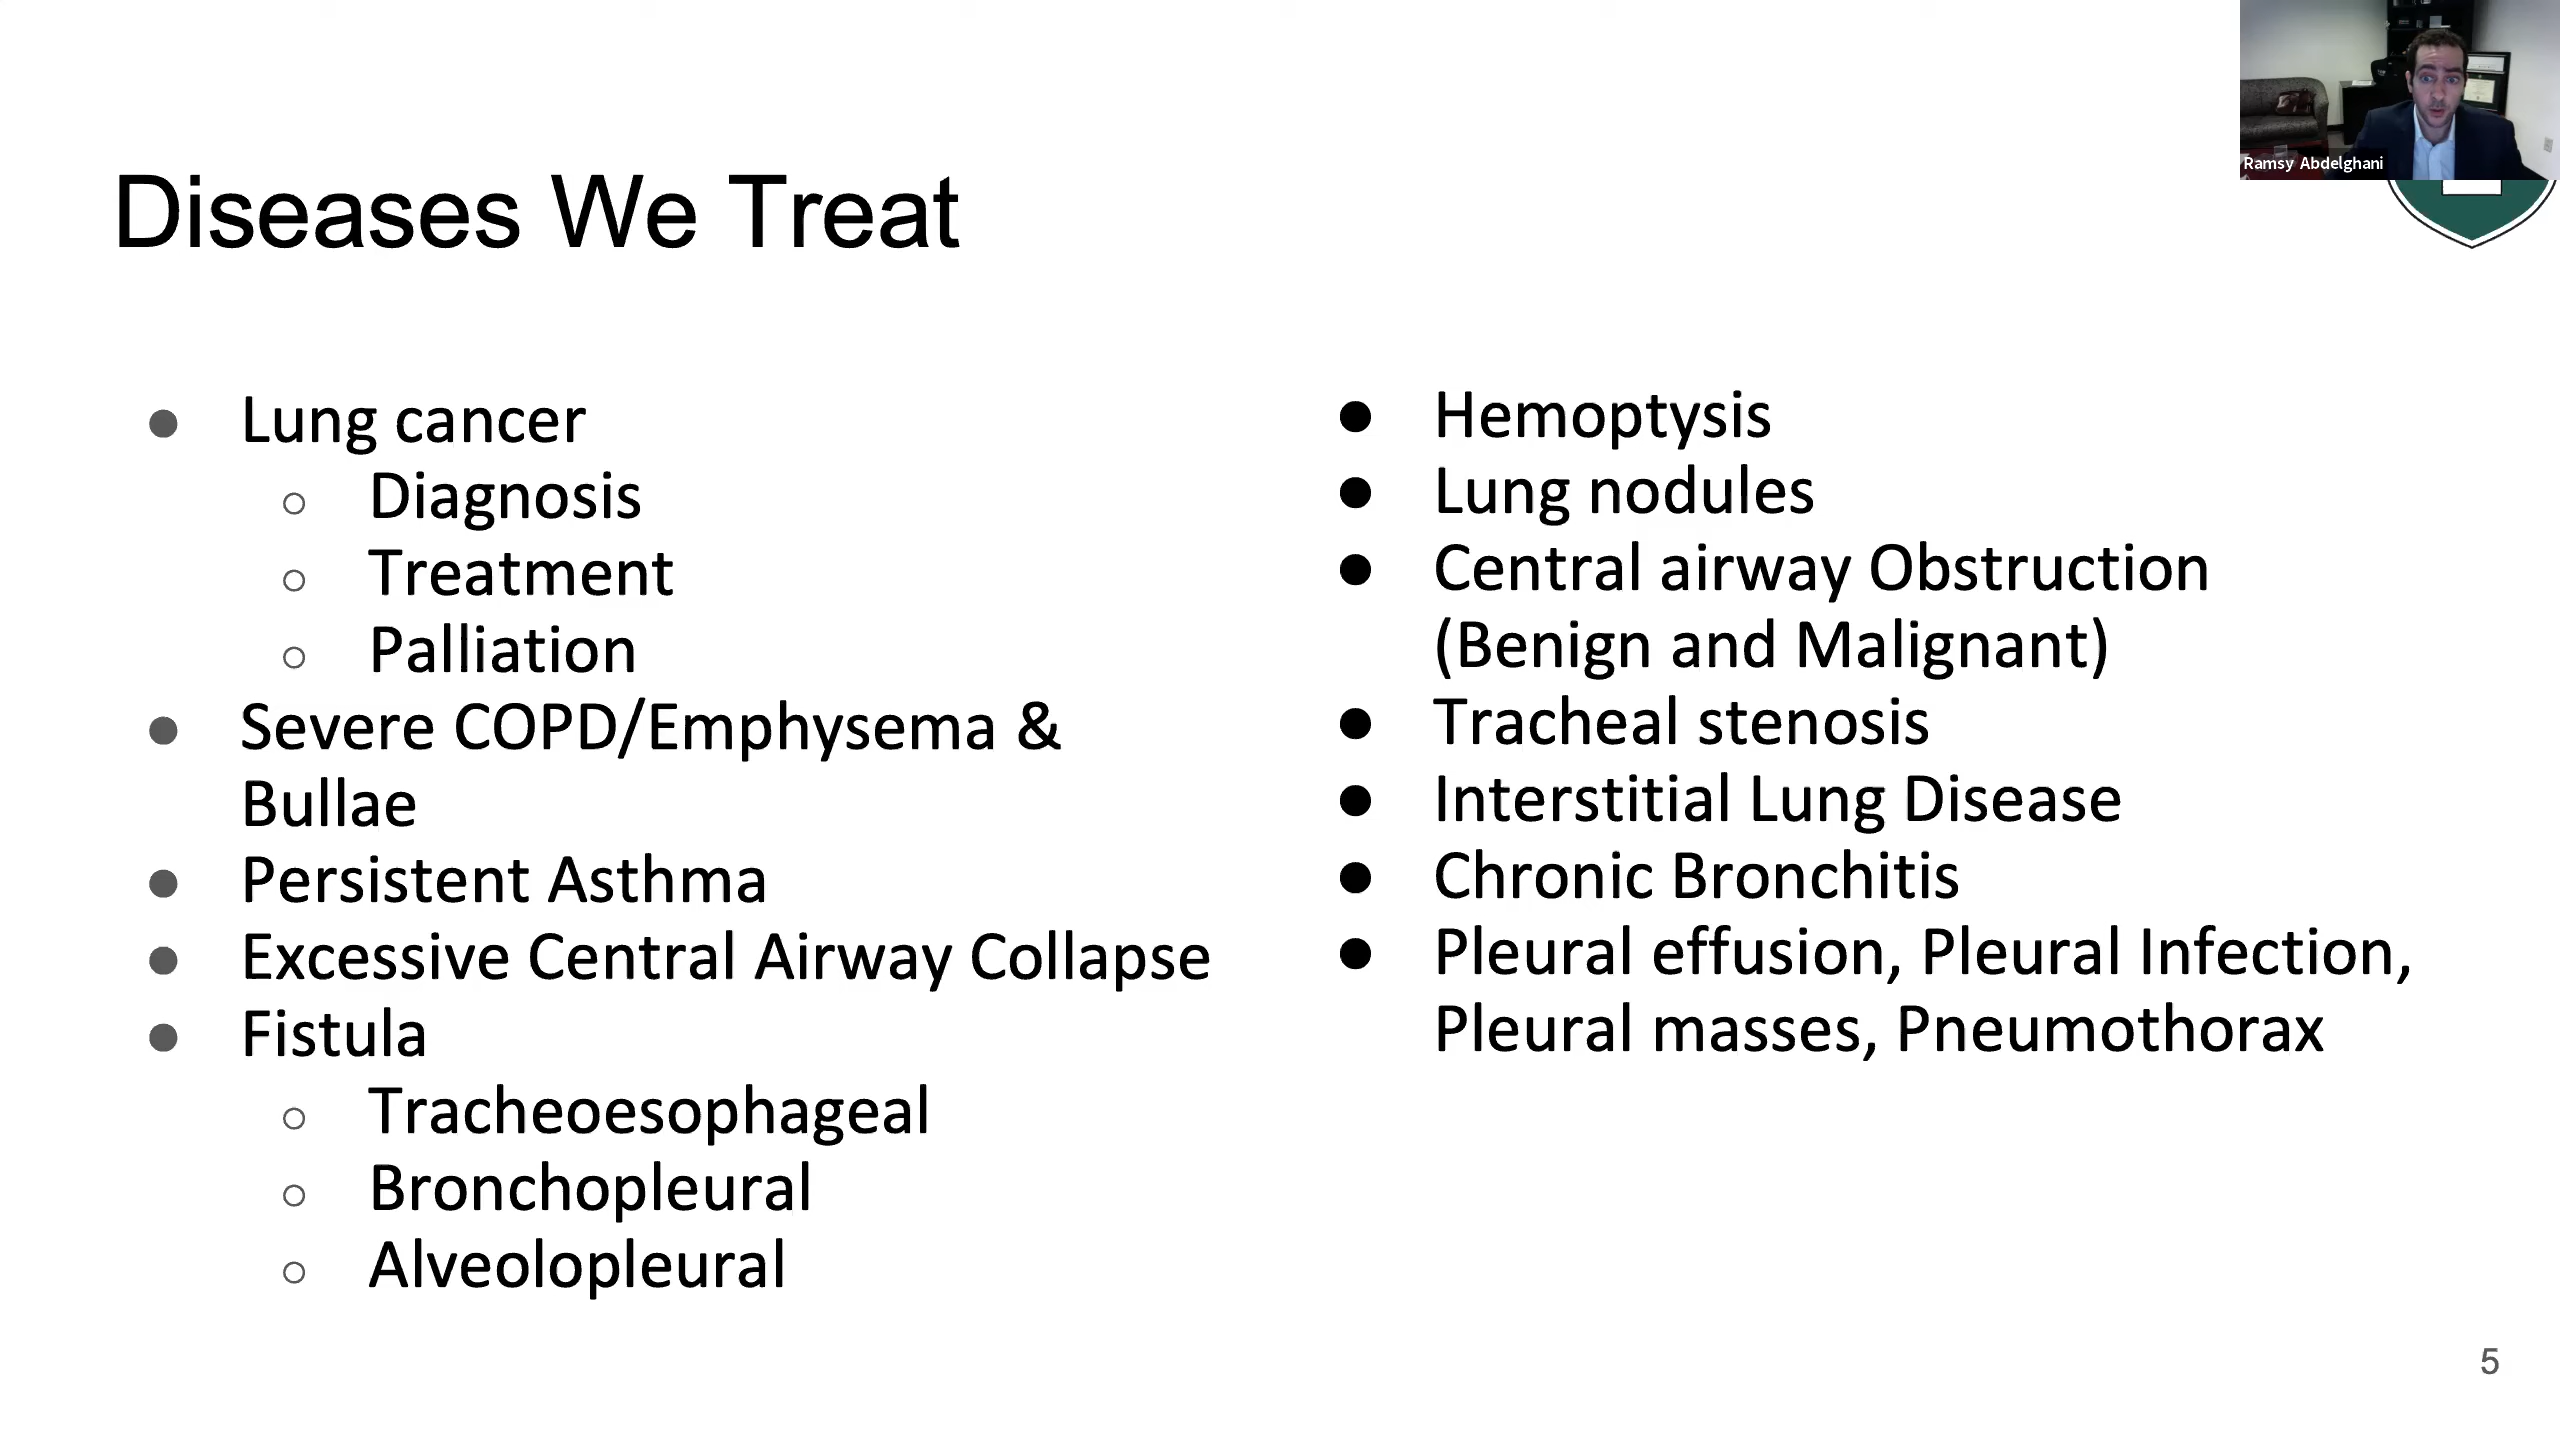 Ramsy Abdelghani
Diseases We Treat
● Lung cancer
○ Diagnosis
○ Treatment
○ Palliation
● Severe COPD/Emphysema &
Bullae
● Persistent Asthma
● Excessive Central Airway Collapse
● Fistula
○ Tracheoesophageal
○ Bronchopleural
○ Alveolopleural
● Hemoptysis
● Lung nodules
● Central airway Obstruction
(Benign and Malignant)
● Tracheal stenosis
● Interstitial Lung Disease
● Chronic Bronchitis
● Pleural effusion, Pleural Infection,
Pleural masses, Pneumothorax
5